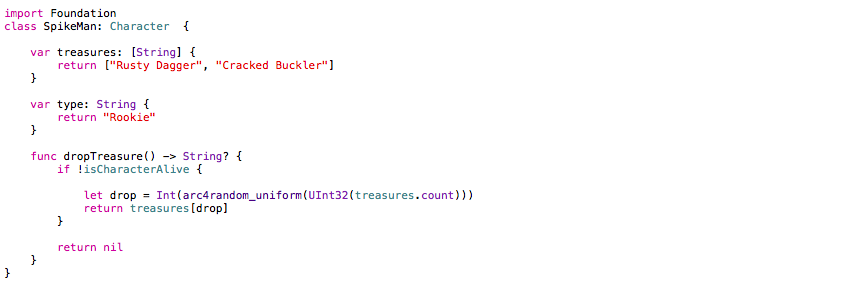 import Foundation
class SpikeMan: Character  {
    var treasures: [String] {
        return ["Rusty Dagger", "Cracked Buckler"]
    }
    var type: String {
        return "Rookie"
    }
    func dropTreasure() -> String? {
        if !isCharacterAlive {
            let drop = Int(arc4random_uniform(UInt32(treasures.count)))
            return treasures[drop]
        }
        return nil
    }
}